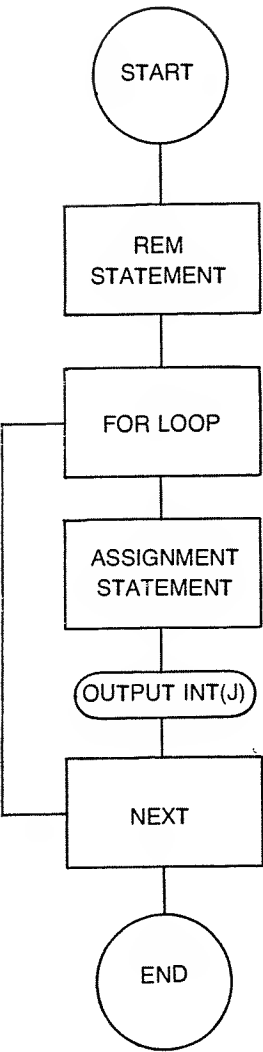 START
REM
STATEMENT
FOR LOOP
ASSIGNMENT
STATEMENT
OUTPUT INT(J)
NEXT
END